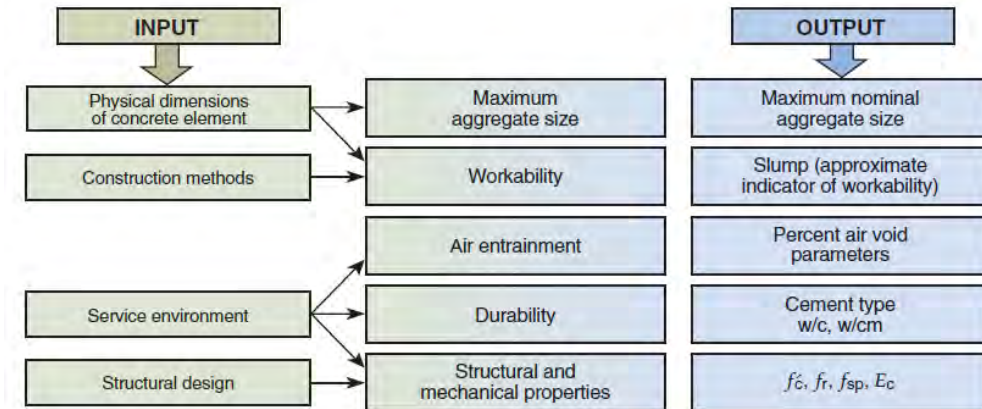 INPUT
OUTPUT
Physical dimensions
of concrete element
Maximum
aggregate size
Maximum nominal
aggregate size
Construction methods
Workability
Slump (approximate
indicator of workability)
Air entrainment
Percent air void
parameters
Service environment
Durability
Cement type
w/c, w/cm
Structural design
Structural and
mechanical properties
fć, fr, fsp, Ec